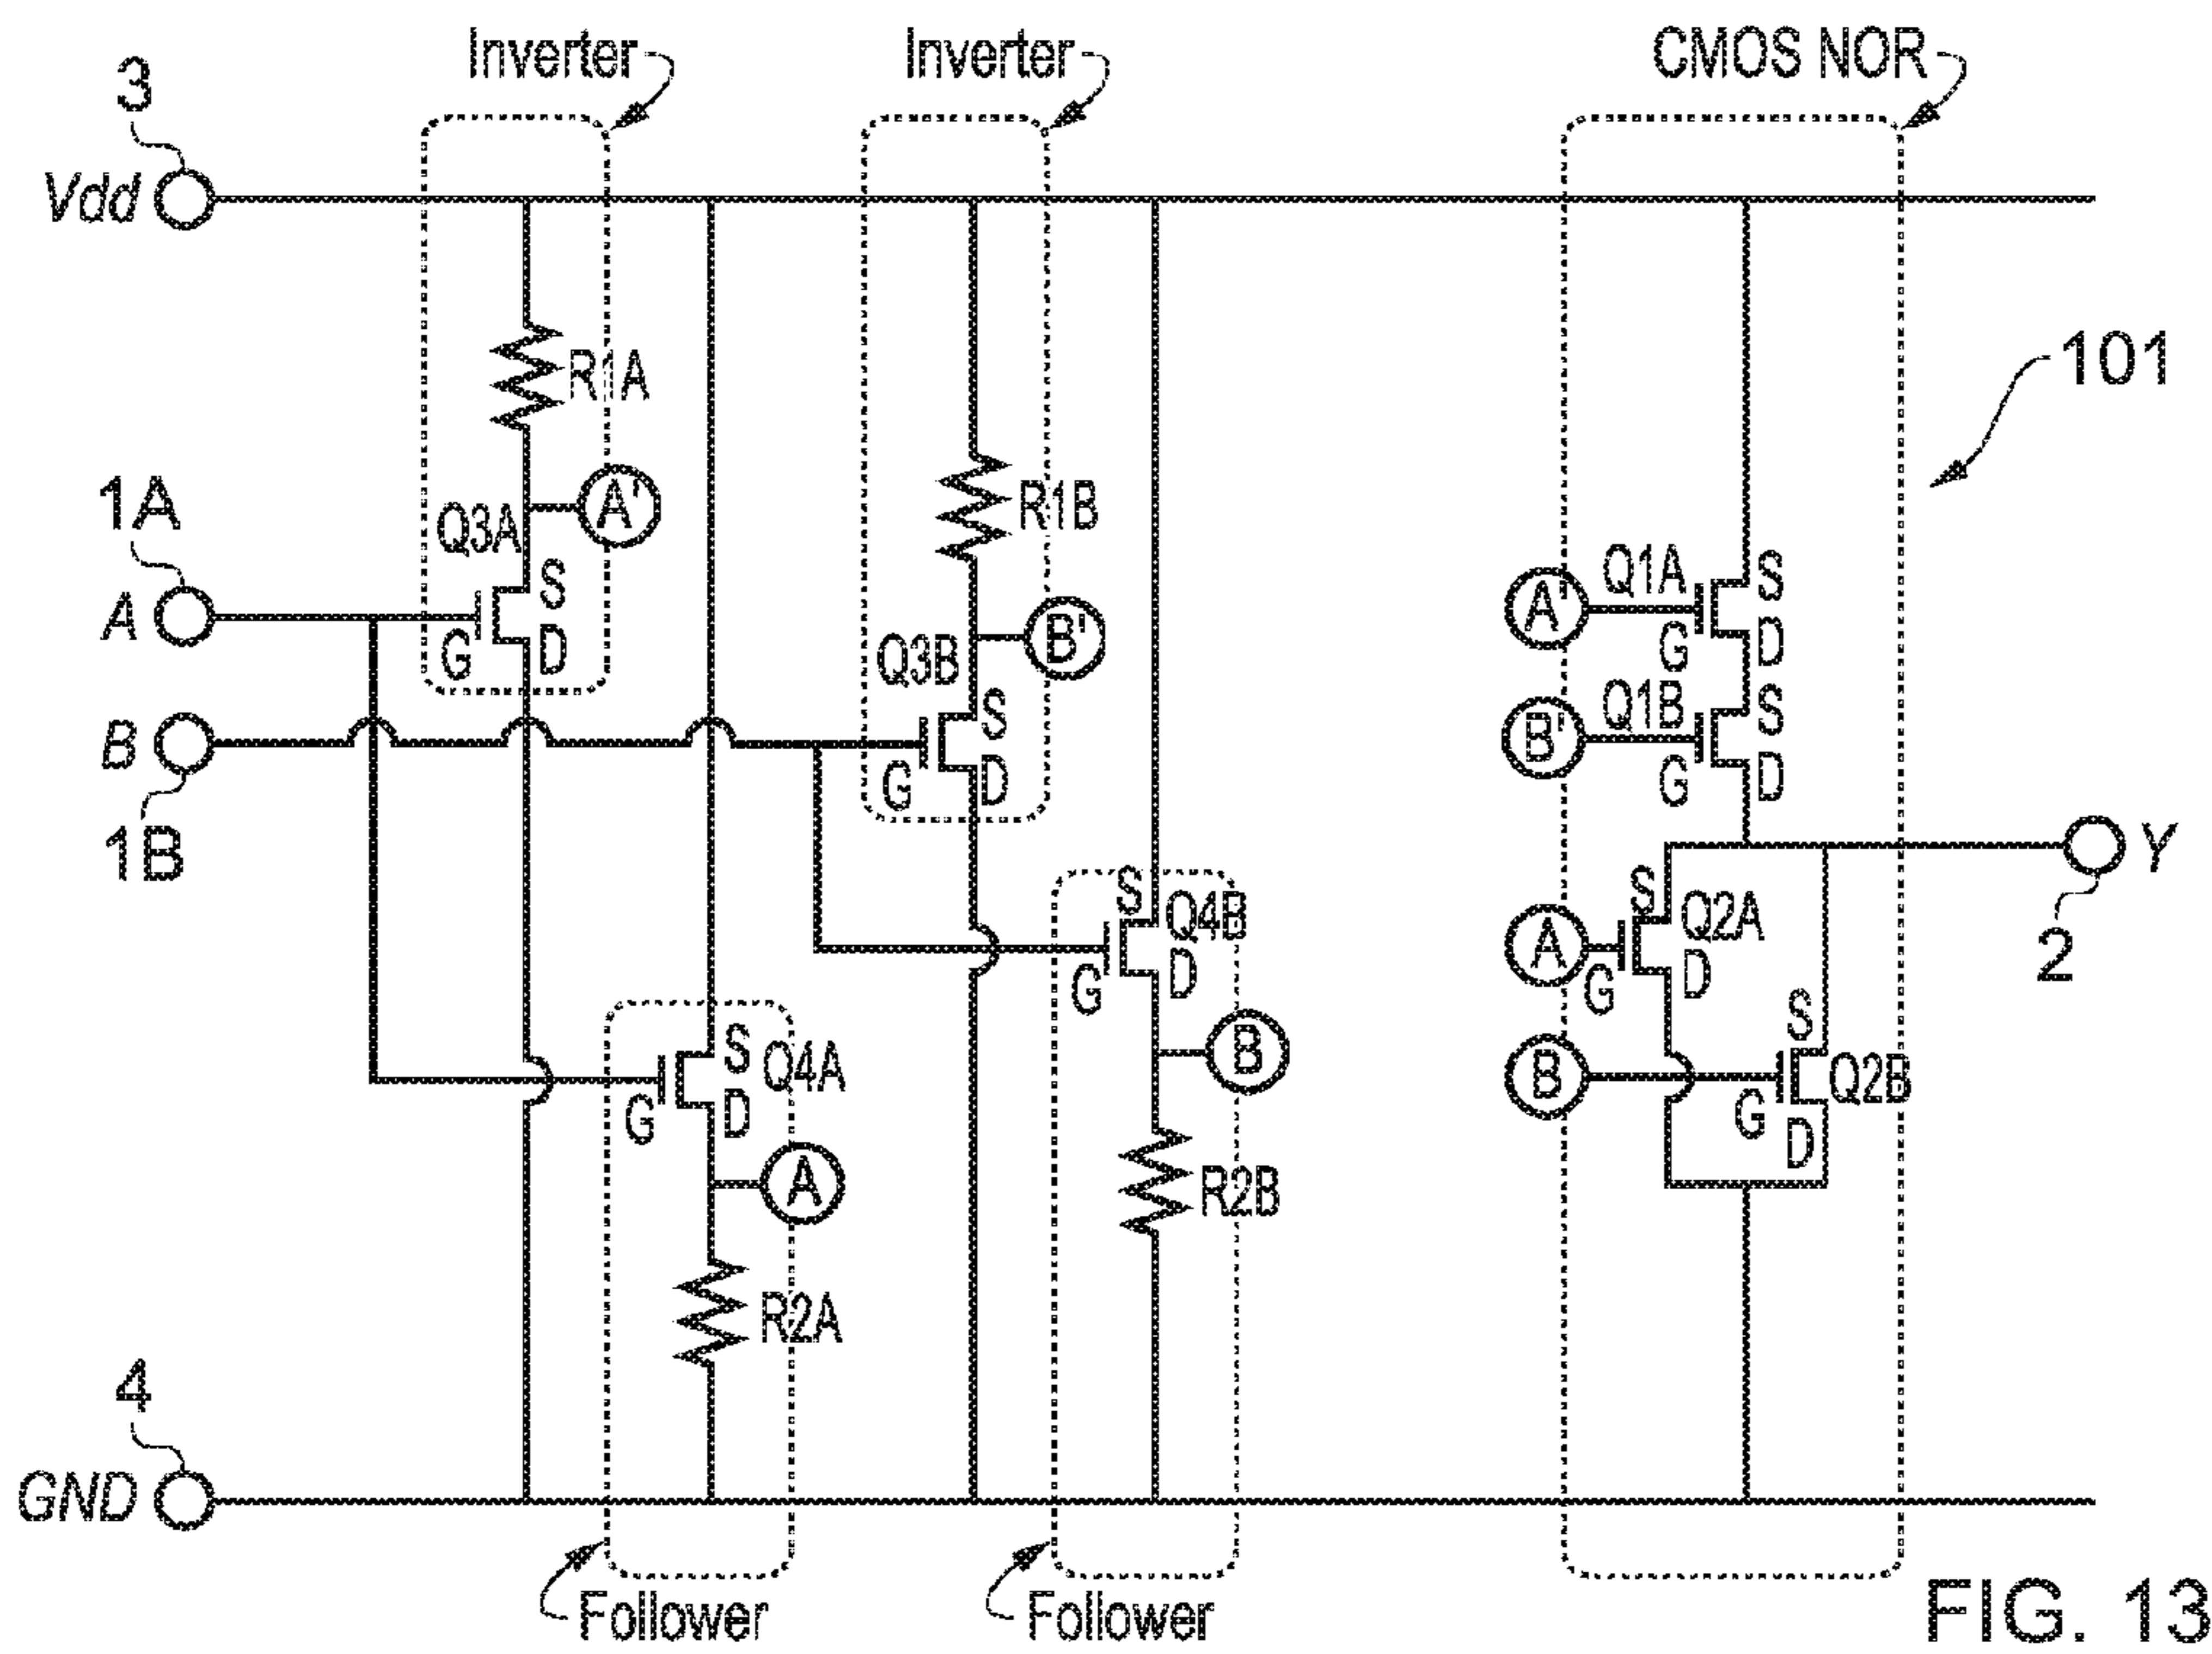 Inverter
Inverter
CMOS NOR
3
Vdd
R1A
101
1A
A'
R1B
Q3A
Q1A
S
S
A
A'
B'
G
D
Q3B
G
D
S
Q1B
S
B
B'
G
D
G
D
1B
Y
S
Q4B
S
Q2A
A
2
G
D
G
D
S
S
Q4A
B
B
Q2B
G
D
G
D
A
R2B
R2A
4
GND
Follower
Follower
FIG. 13